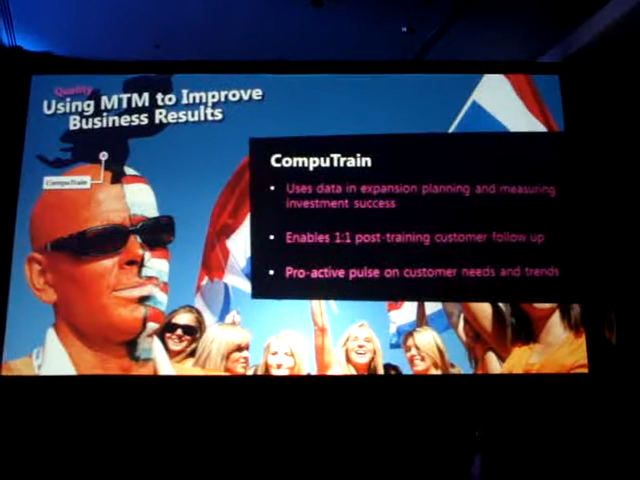 Quality
Using MTM to Improve
Business Results
CompuTrain
CompuTrain
• Uses data in expansion planning and measuring
investment success
• Enables 1:1 post-training customer follow up
• Pro-active pulse on customer needs and trends